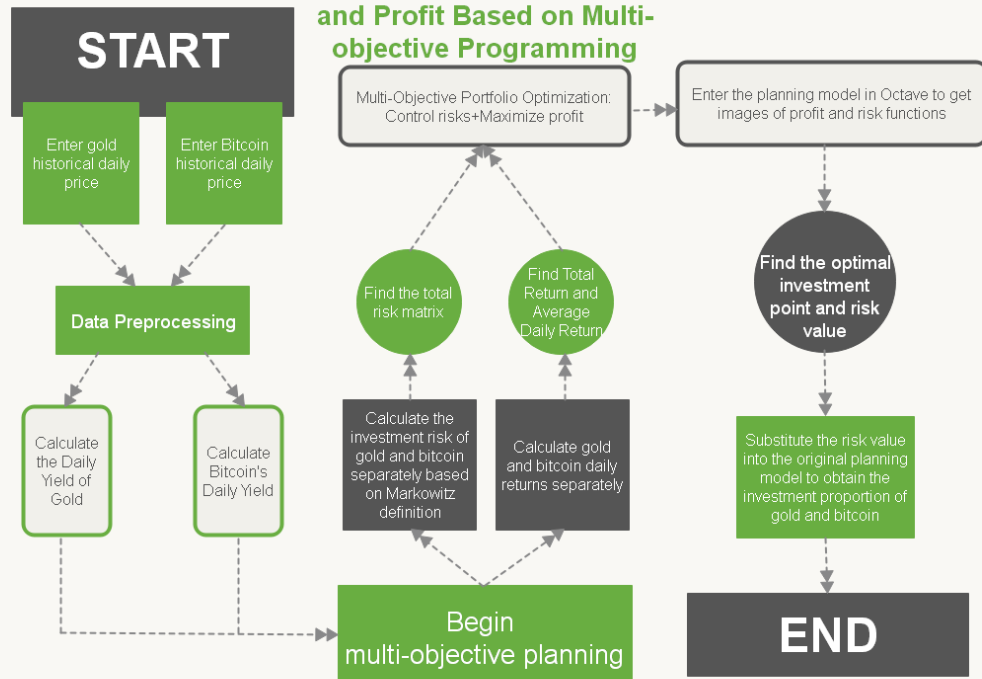 and Profit Based on Multi-
objective Programming
START
Enter gold
historical daily
price
Enter Bitcoin
historical daily
price
Data Preprocessing
Calculate
the Daily
Yield of
Gold
Calculate
Bitcoin's
Daily Yield
Begin
multi-objective planning
Calculate the
investment risk of
gold and bitcoin
separately based
on Markowitz
definition
Calculate gold
and bitcoin daily
returns separately
Find the total
risk matrix
Find Total
Return and
Average
Daily Return
Multi-Objective Portfolio Optimization:
Control risks+Maximize profit
Enter the planning model in Octave to get
images of profit and risk functions
Find the optimal
investment
point and risk
value
Substitute the risk value
into the original planning
model to obtain the
investment proportion of
gold and bitcoin
END